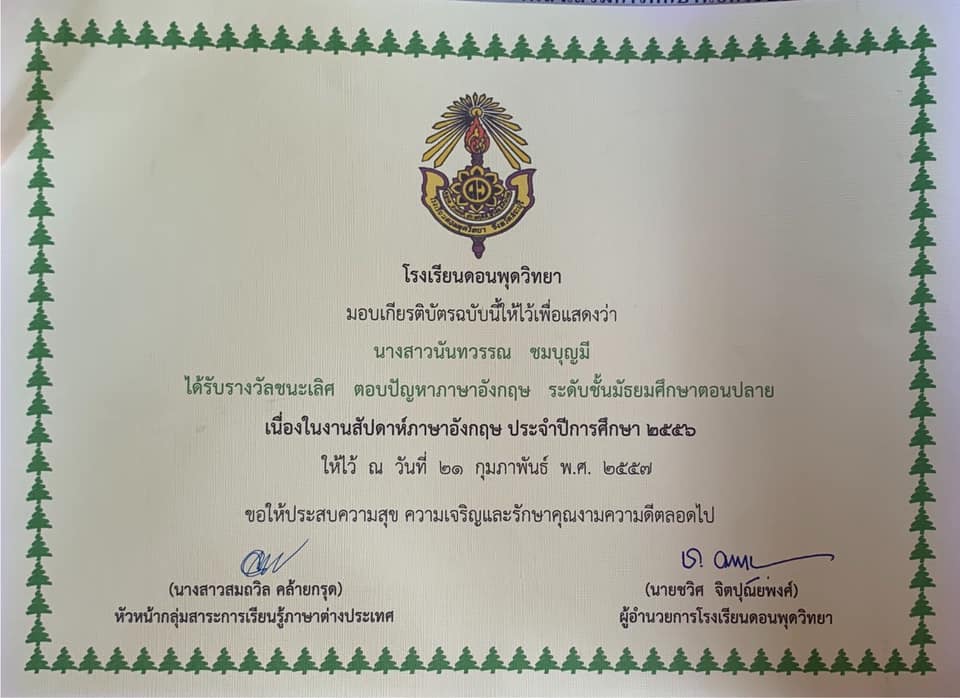 โรงเรียนดอนพุดวิทยา
มอบเกียรติบัตรฉบับนี้ให้ไว้เพื่อแสดงว่า
นางสาวนันทวรรณ ชมบุญมี
ได้รับรางวัลชนะเลิศ ตอบปัญหาภาษาอังกฤษ ระดับชั้นมัธยมศึกษาตอนปลาย
เนื่องในงานสัปดาห์ภาษาอังกฤษ ประจำปีการศึกษา ๒๕๕๖
ให้ไว้ ณ วันที่ ๒๑ กุมภาพันธ์ พ.ศ. ๒๕๕๗
ขอให้ประสบความสุข ความเจริญและรักษาคุณงามความดีตลอดไป
(นางสาวสมถวิล คล้ายกรุด)
(นายชวิศ จิตปุณัยพงศ์)
หัวหน้ากลุ่มสาระการเรียนรู้ภาษาต่างประเทศ
ผู้อำนวยการโรงเรียนดอนพุดวิทยา